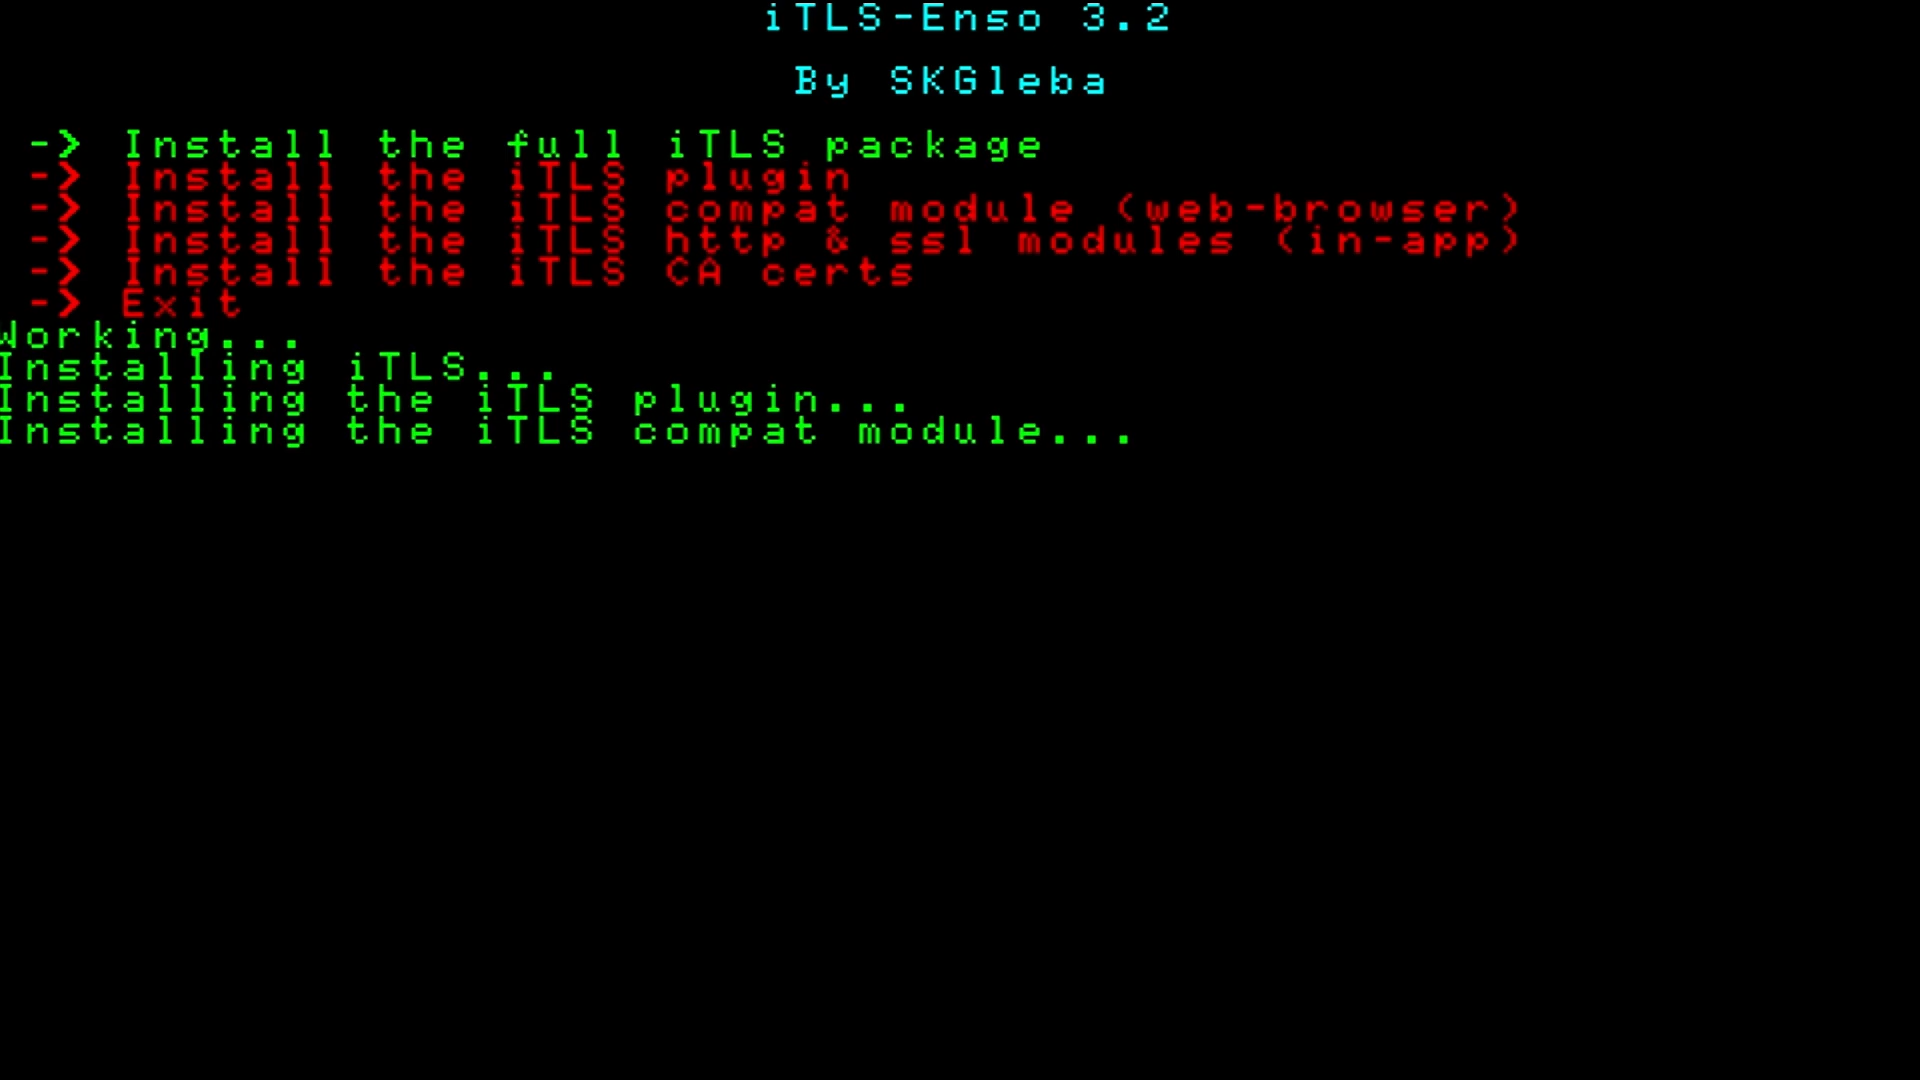 iTLS-Enso 3.2
By SKGleba
-> Install the full iTLS package
-> Install the iTLS plugin
-> Install the iTLS compat module (web-browser)
-> Install the iTLS http & ssl modules (in-app)
-> Install the iTLS CA certs
-> Exit
Working...
Installing iTLS...
Installing the iTLS plugin...
Installing the iTLS compat module...